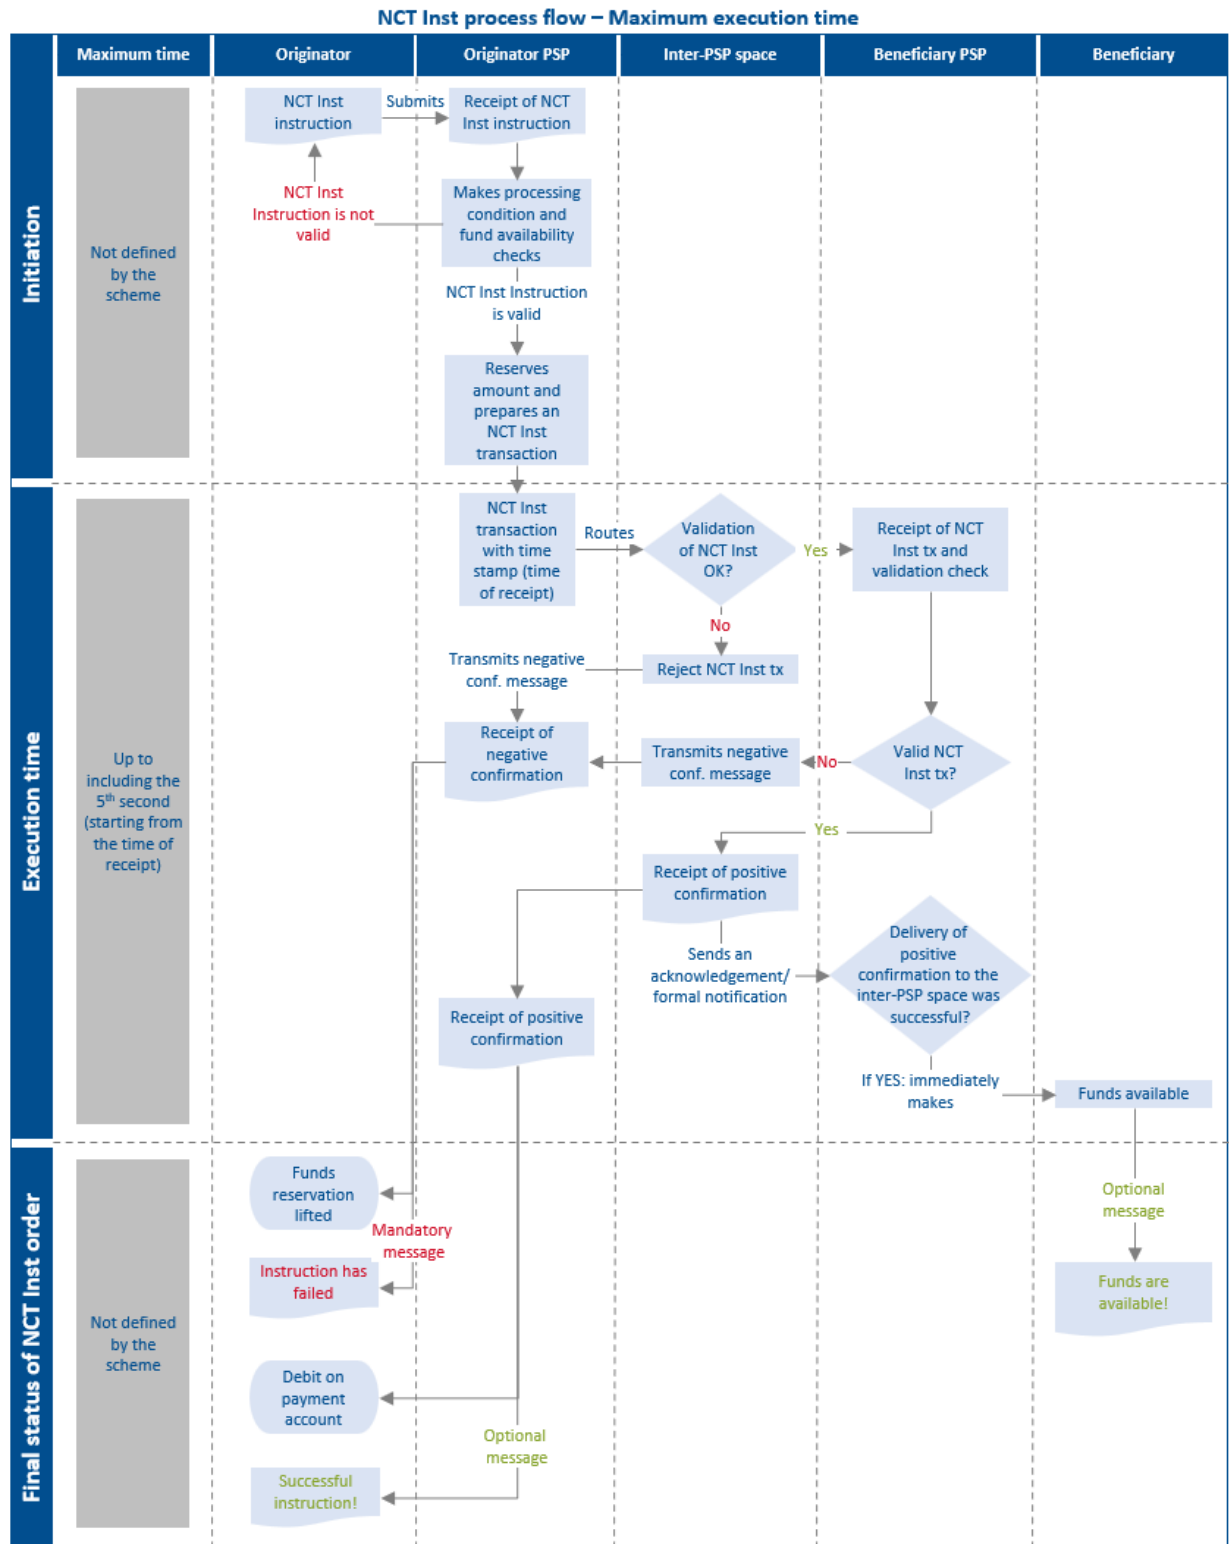 NCT Inst process flow – Maximum execution time
Maximum time
Originator
Originator PSP
Inter-PSP space
Beneficiary PSP
Beneficiary
Initiation
Not defined
by the
scheme
NCT Inst
instruction
Submits
Receipt of NCT
Inst instruction
NCT Inst
Instruction is not
valid
Makes processing
condition and
fund availability
checks
NCT Inst Instruction
is valid
Reserves
amount and
prepares an
NCT Inst
transaction
Execution time
Up to
including the
5th second
(starting from
the time of
receipt)
NCT Inst
transaction
with time
stamp (time
of receipt)
Routes
Validation
of NCT Inst
OK?
Yes
Receipt of NCT
Inst tx and
validation check
No
Transmits negative
conf. message
Reject NCT Inst tx
Receipt of
negative
confirmation
Transmits negative
conf. message
No
Valid NCT
Inst tx?
Yes
Receipt of positive
confirmation
Sends an
acknowledgement/
formal notification
Delivery of
positive
confirmation to the
inter-PSP space was
successful?
Receipt of positive
confirmation
If YES: immediately
makes
Funds available
Final status of NCT Inst order
Not defined
by the
scheme
Funds
reservation
lifted
Mandatory
message
Instruction has
failed
Optional
message
Funds are
available!
Debit on
payment
account
Optional
message
Successful
instruction!